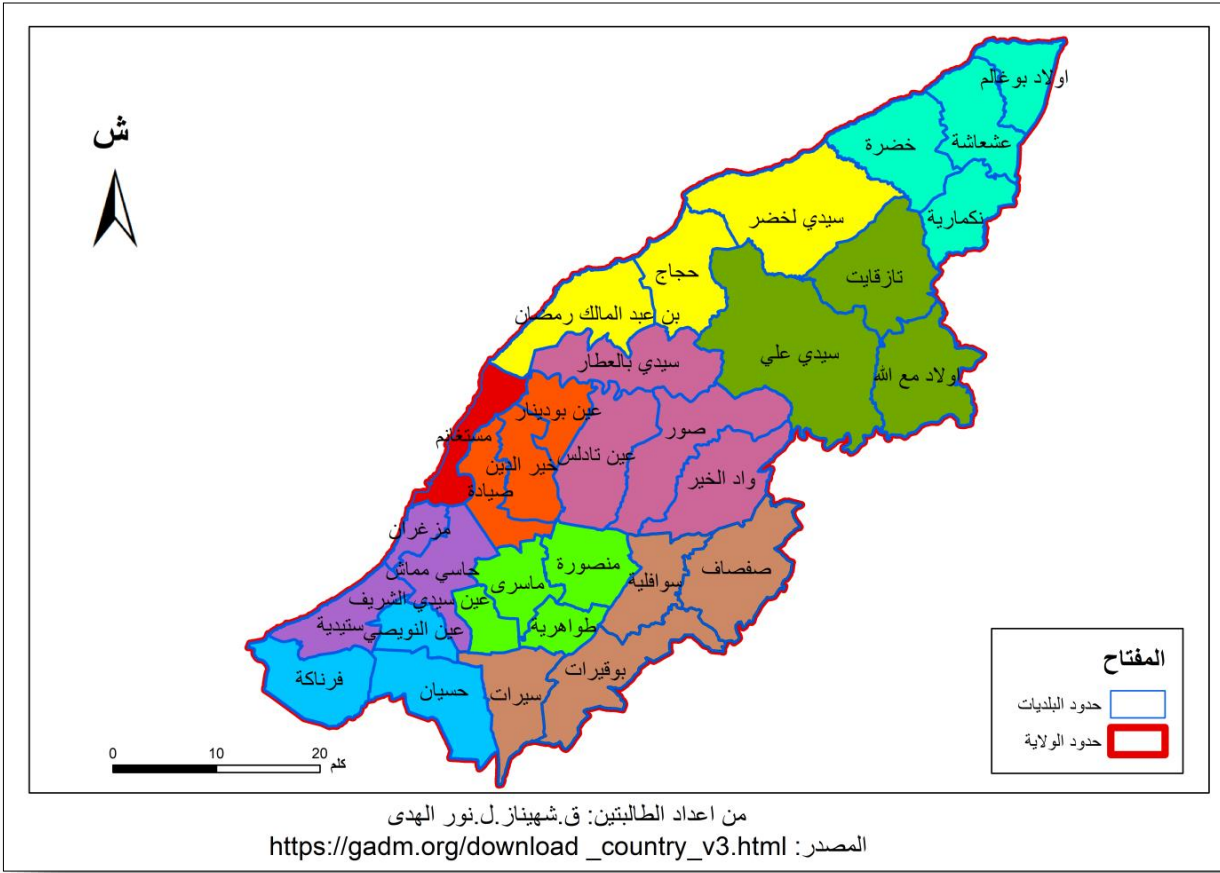 ش
اولاد بوغالم
عشعاشة
خضرة
نكمارية
سيدي لخضر
تازقايت
حجاج
بن عبد المالك رمضان
سيدي علي
سيدي بالعطار
اولاد مع الله
عين بودينار
صور
مستغانم
عين تادلس
خير الدين
واد الخير
صيادة
مزغران
منصورة
صفصاف
حاسي مماش
ماسرى
سوافلية
عين سيدي الشريف
ستيدية
عين النويصي
طواهرية
بوقيرات
فرناكة
حسيان
سيرات
المفتاح
حدود البلديات
حدود الولاية
0 10 20
كلم
من اعداد الطالبتين: ق.شهيناز.ل.نور الهدى
المصدر: https://gadm.org/download _country_v3.html